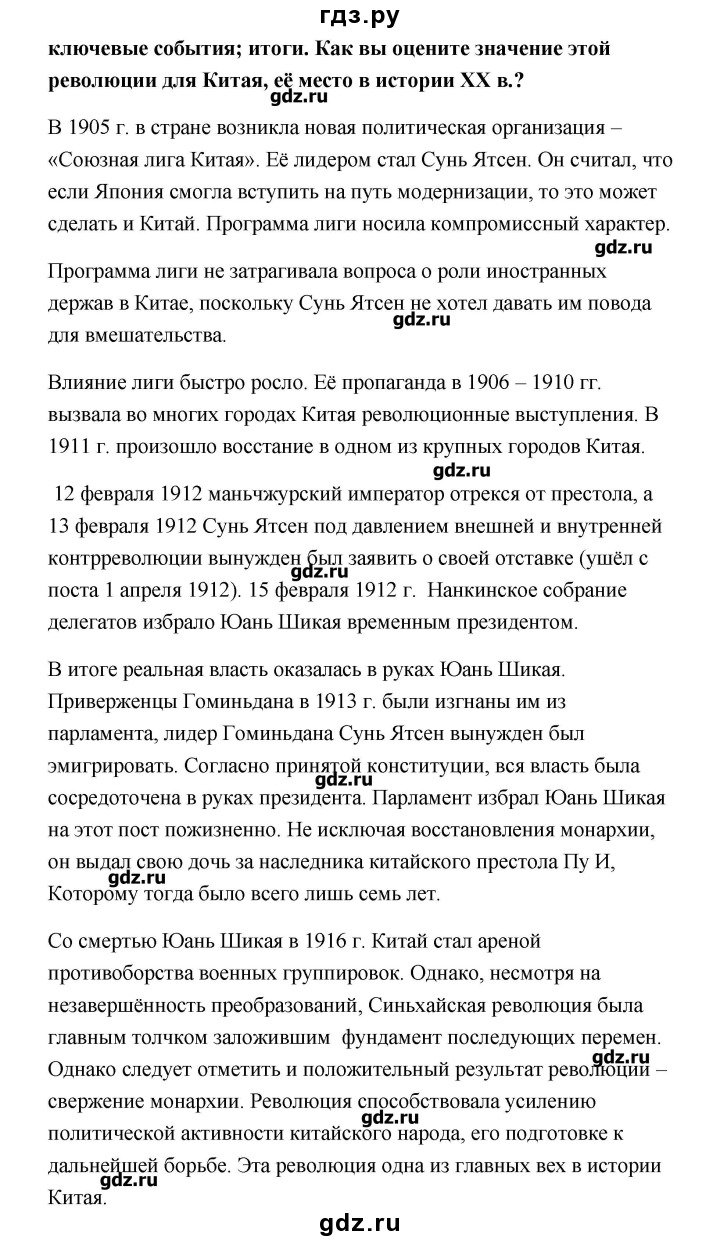 гдз.ру
ключевые события; итоги. Как вы оцените значение этой
революции для Китая, её место в истории XX в.?
gdz.ru
В 1905 г. в стране возникла новая политическая организация –
«Союзная лига Китая». Её лидером стал Сунь Ятсен. Он считал, что
если Япония смогла вступить на путь модернизации, то это может
сделать и Китай. Программа лиги носила компромиссный характер.
gdz.ru
Программа лиги не затрагивала вопроса о роли иностранных
держав в Китае, поскольку Сунь Ятсен не хотел давать им повода
gdz.ru
для вмешательства.
Влияние лиги быстро росло. Её пропаганда в 1906 – 1910 гг.
вызвала во многих городах Китая революционные выступления. В
1911 г. произошло восстание в одном из крупных городов Китая.
gdz.ru
12 февраля 1912 маньчжурский император отрекся от престола, а
13 февраля 1912 Сунь Ятсен под давлением внешней и внутренней
контрреволюции вынужден был заявить о своей отставке (ушёл с
gdz.ru
поста 1 апреля 1912). 15 февраля 1912 г. Нанкинское собрание
делегатов избрало Юань Шикая временным президентом.
В итоге реальная власть оказалась в руках Юань Шикая.
Приверженцы Гоминьдана в 1913 г. были изгнаны им из
парламента, лидер Гоминьдана Сунь Ятсен вынужден был
эмигрировать. Согласно принятой конституции, вся власть была
gdz.ru
сосредоточена в руках президента. Парламент избрал Юань Шикая
на этот пост пожизненно. Не исключая восстановления монархии,
он выдал свою дочь за наследника китайского престола Пу И,
gdz.ru
Которому тогда было всего лишь семь лет.
Со смертью Юань Шикая в 1916 г. Китай стал ареной
противоборства военных группировок. Однако, несмотря на
незавершённость преобразований, Синьхайская революция была
главным толчком заложившим фундамент последующих перемен.
gdz.ru
Однако следует отметить и положительный результат революции –
свержение монархии. Революция способствовала усилению
gdz.ru
политической активности китайского народа, его подготовке к
дальнейшей борьбе. Эта революция одна из главных вех в истории
gdz.ru
Китая.
gdz.ru